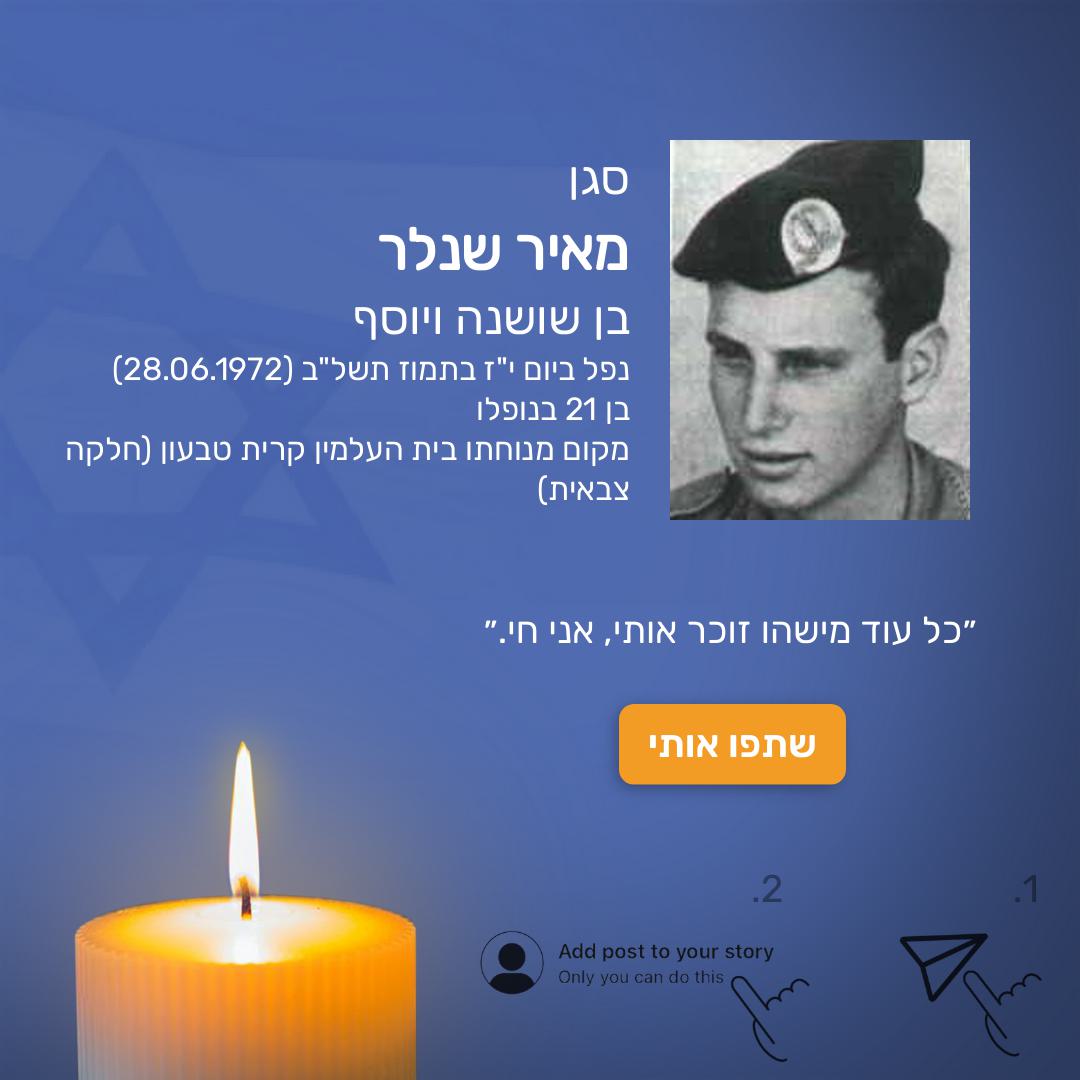 סגן
מאיר שנלר
בן שושנה ויוסף
נפל ביום י"ז בתמוז תשל"ב (28.06.1972)
בן 21 בנופלו
מקום מנוחתו בית העלמין קרית טבעון (חלקה
צבאית)
״כל עוד מישהו זוכר אותי, אני חי.״
שתפו אותי
.1
.2
Add post to your story
Only you can do this